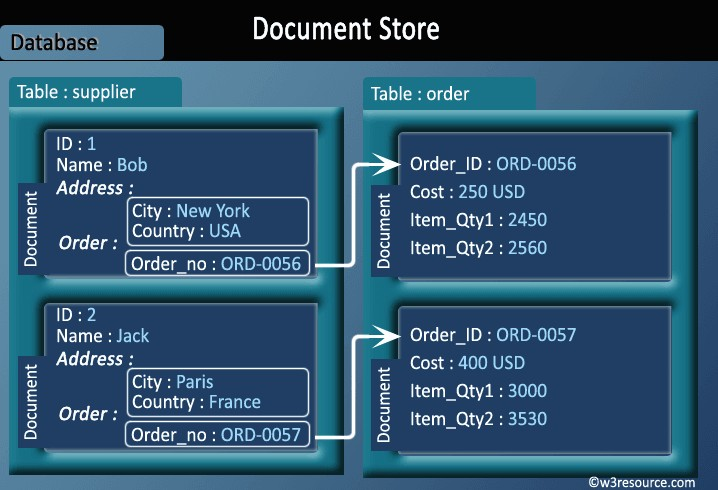 Document Store
Database
Table : supplier
ID : 1
Name : Bob
Address :
City : New York
Country : USA
Order :
Order_no : ORD-0056
Document
ID : 2
Name : Jack
Address :
City : Paris
Country : France
Order :
Order_no : ORD-0057
Document
Table : order
Order_ID : ORD-0056
Cost : 250 USD
Item_Qty1 : 2450
Item_Qty2 : 2560
Document
Order_ID : ORD-0057
Cost : 400 USD
Item_Qty1 : 3000
Item_Qty2 : 3530
Document
©w3resource.com